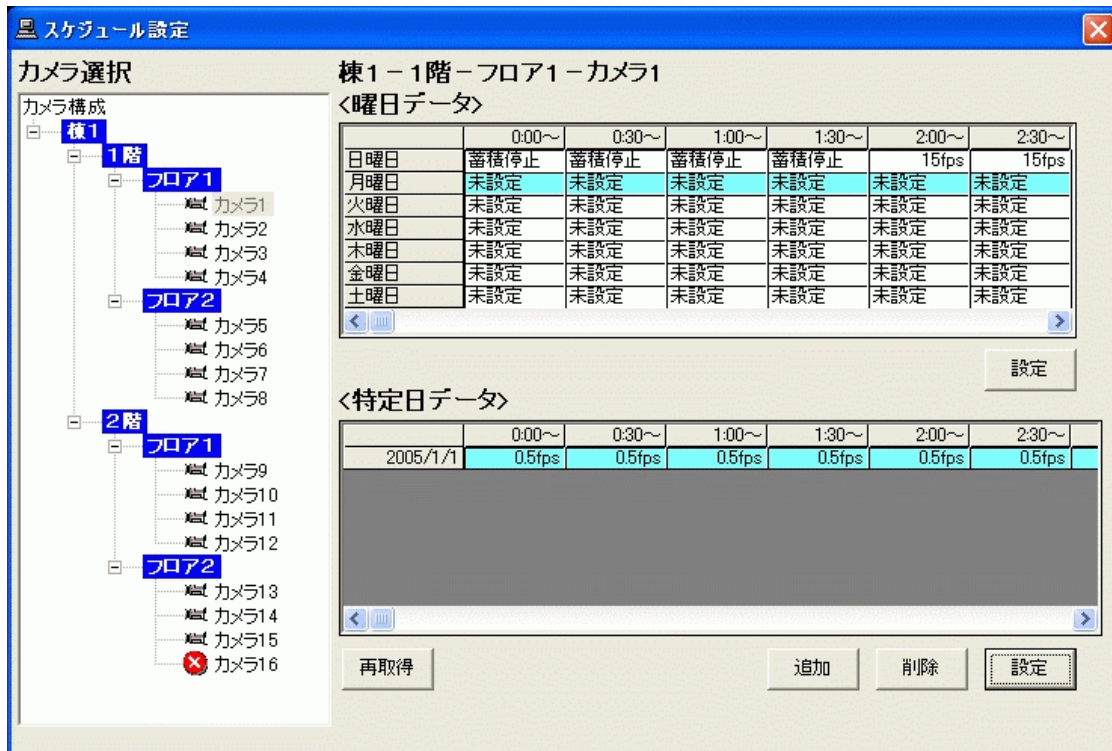 スケジュール設定
カメラ選択
カメラ構成
棟1
1階
フロア1
カメラ1
カメラ2
カメラ3
カメラ4
フロア2
カメラ5
カメラ6
カメラ7
カメラ8
2階
フロア1
カメラ9
カメラ10
カメラ11
カメラ12
フロア2
カメラ13
カメラ14
カメラ15
カメラ16
棟1-1階-フロア1-カメラ1
<曜日データ>
0:00~ 0:30~ 1:00~ 1:30~ 2:00~ 2:30~
日曜日 蓄積停止 蓄積停止 蓄積停止 蓄積停止 15fps 15fps
月曜日 未設定 未設定 未設定 未設定 未設定 未設定
火曜日 未設定 未設定 未設定 未設定 未設定 未設定
水曜日 未設定 未設定 未設定 未設定 未設定 未設定
木曜日 未設定 未設定 未設定 未設定 未設定 未設定
金曜日 未設定 未設定 未設定 未設定 未設定 未設定
土曜日 未設定 未設定 未設定 未設定 未設定 未設定
設定
<特定日データ>
0:00~ 0:30~ 1:00~ 1:30~ 2:00~ 2:30~
2005/1/1 0.5fps 0.5fps 0.5fps 0.5fps 0.5fps 0.5fps
再取得 追加 削除 設定